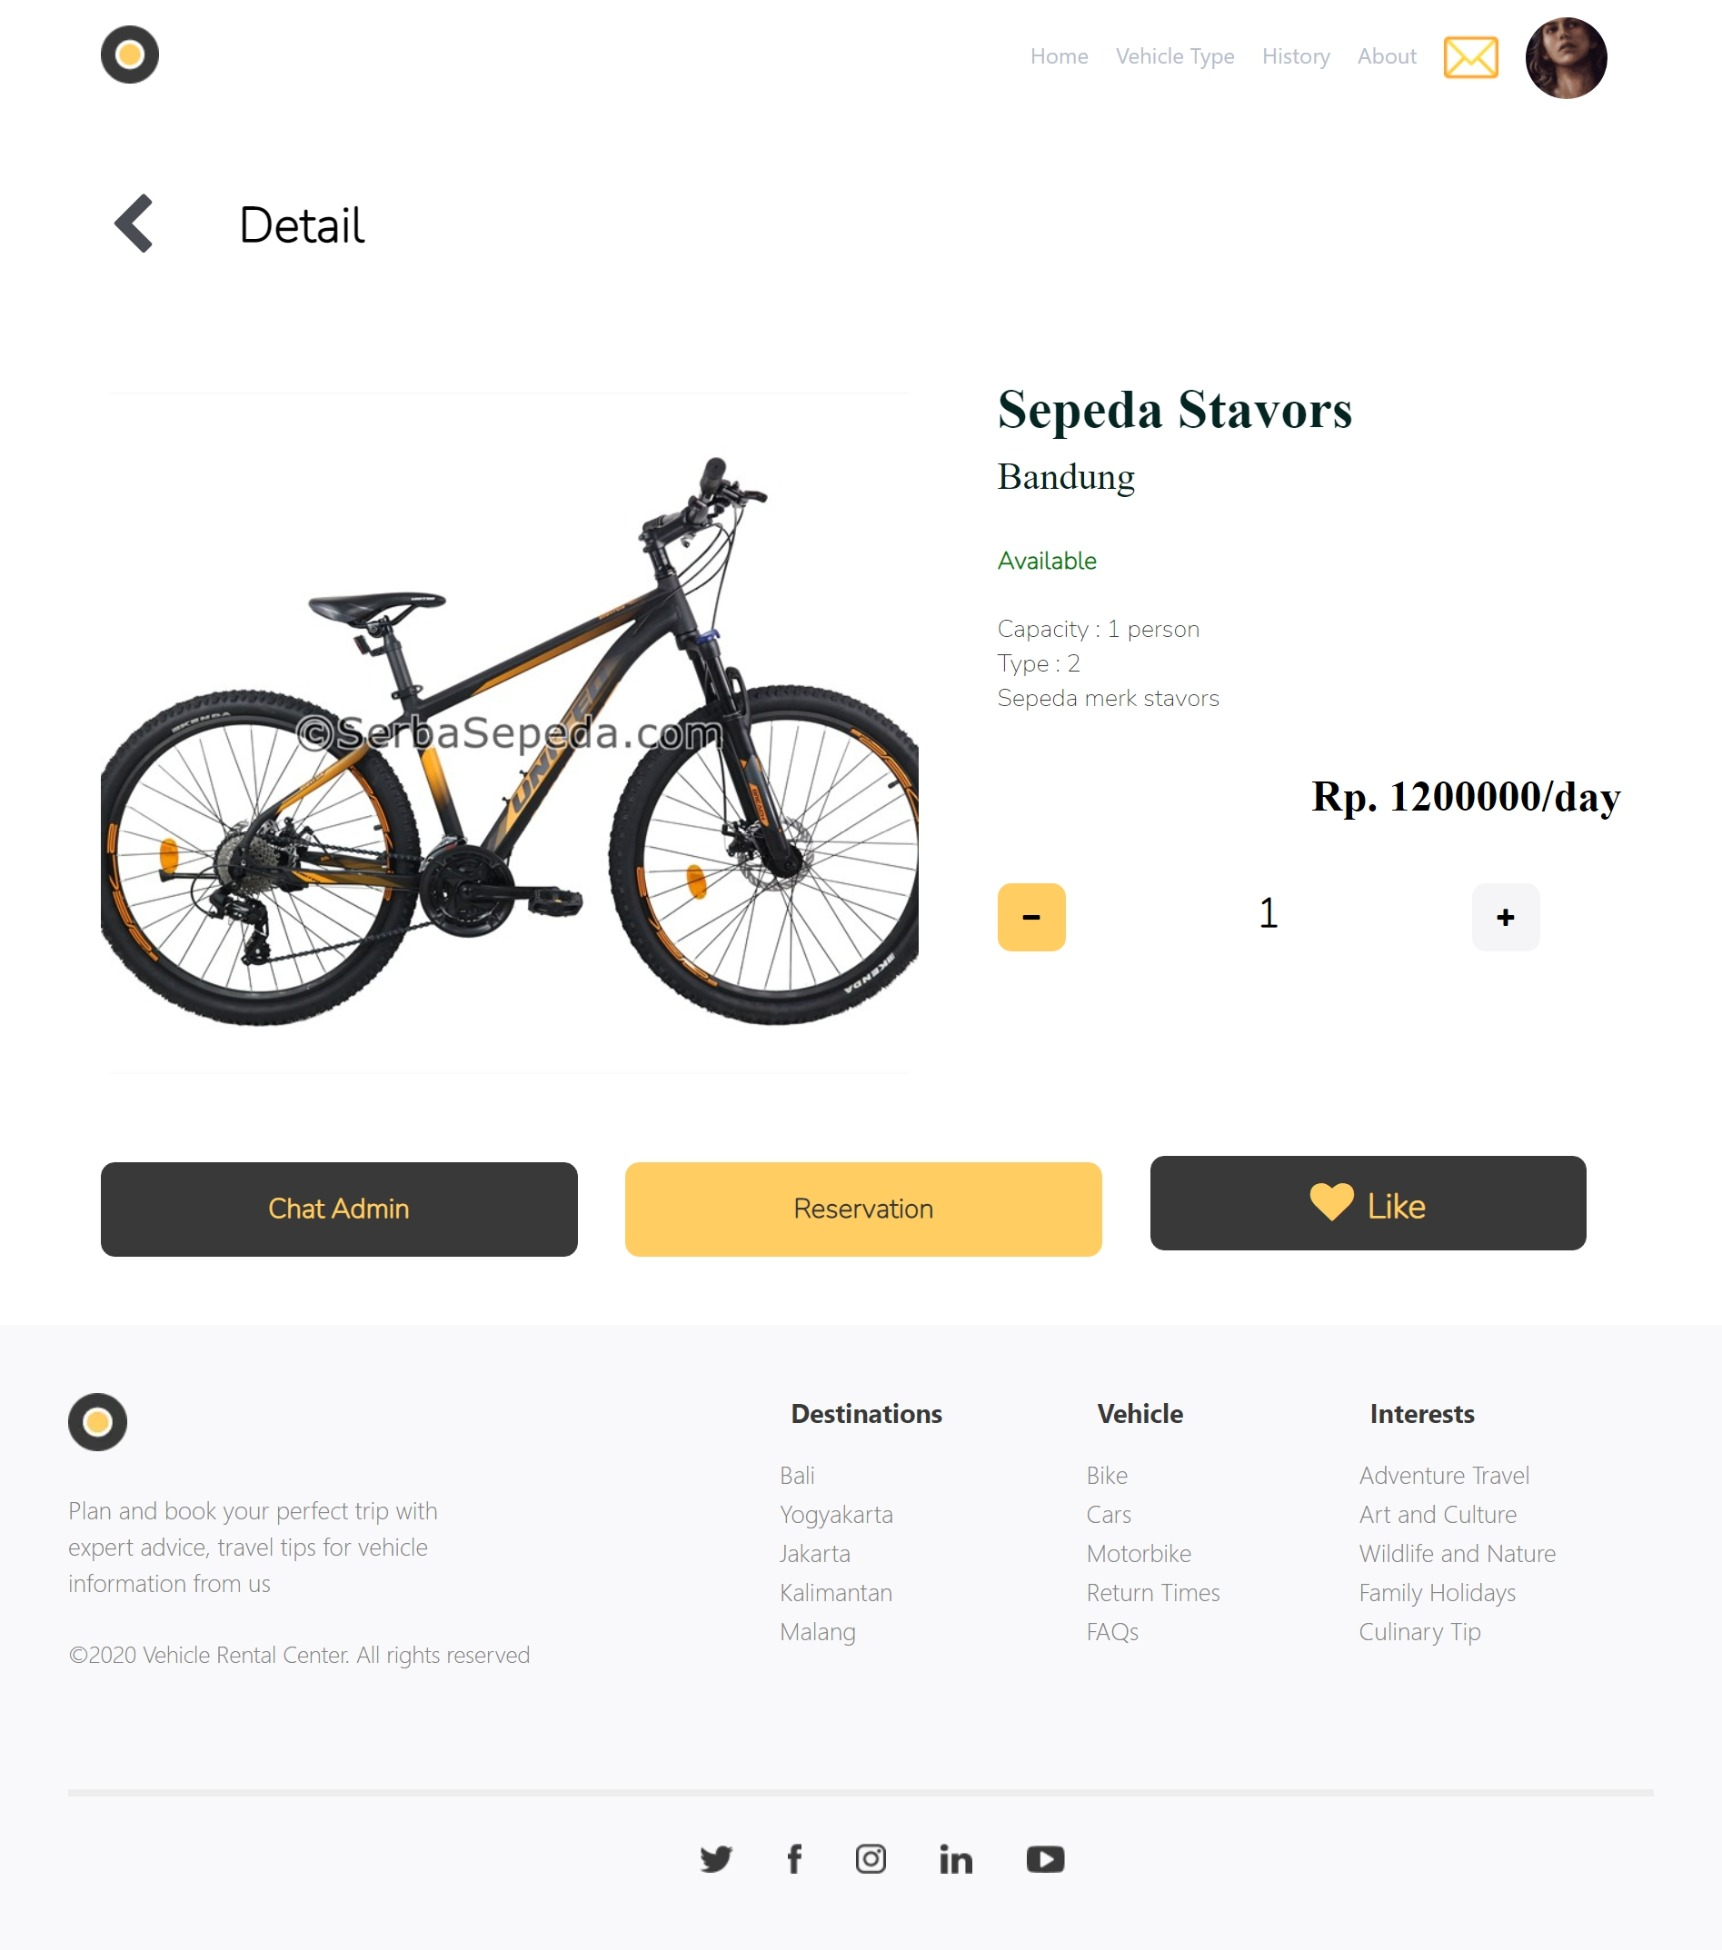 Home Vehicle Type History About
Detail
Sepeda Stavors
Bandung
Available
Capacity : 1 person
Type : 2
Sepeda merk stavors
©SerbaSepeda.com
UNITED
KENDA
KENDA
Rp. 1200000/day
- 1 +
Chat Admin
Reservation
Like
Destinations
Bali
Yogyakarta
Jakarta
Kalimantan
Malang
Vehicle
Bike
Cars
Motorbike
Return Times
FAQs
Interests
Adventure Travel
Art and Culture
Wildlife and Nature
Family Holidays
Culinary Tip
Plan and book your perfect trip with
expert advice, travel tips for vehicle
information from us
©2020 Vehicle Rental Center. All rights reserved